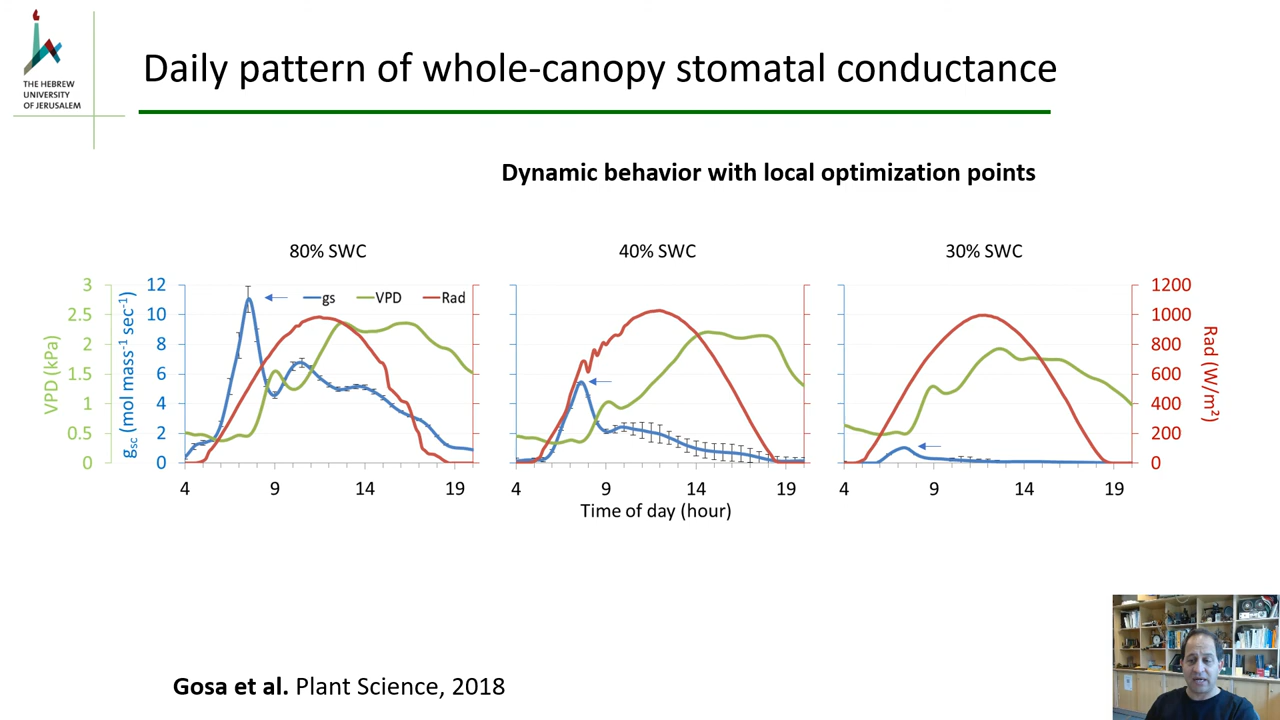 THE HEBREW
UNIVERSITY
OF JERUSALEM
Daily pattern of whole-canopy stomatal conductance
Dynamic behavior with local optimization points
80% SWC
40% SWC
30% SWC
gs
VPD
Rad
VPD (kPa)
3
2.5
2
1.5
1
0.5
0
gsc (mol mass⁻¹ sec⁻¹)
12
10
8
6
4
2
0
4 9 14 19
4 9 14 19
4 9 14 19
Time of day (hour)
1200
1000
800
600
400
200
0
Rad (W/m²)
Gosa et al. Plant Science, 2018